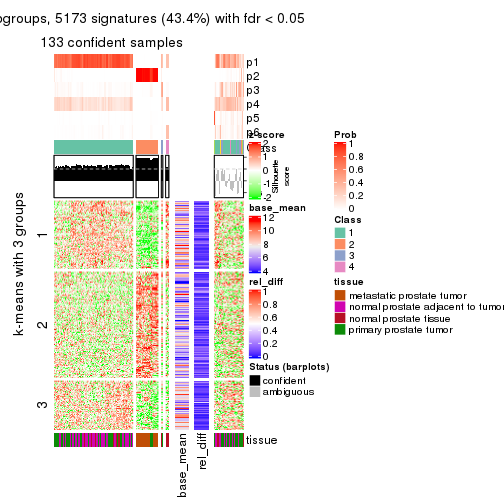 ogroups, 5173 signatures (43.4%) with fdr < 0.05
133 confident samples
p1
p2
p3
p4
p5
p6
Class
Silhouette
score
k-means with 3 groups
1
2
3
base_mean
rel_diff
tissue
z-score
2
1
0
-1
-2
base_mean
12
10
8
6
4
rel_diff
1
0.8
0.6
0.4
0.2
0
Status (barplots)
confident
ambiguous
Prob
1
0.8
0.6
0.4
0.2
0
Class
1
2
3
4
tissue
metastatic prostate tumor
normal prostate adjacent to tumor
normal prostate tissue
primary prostate tumor